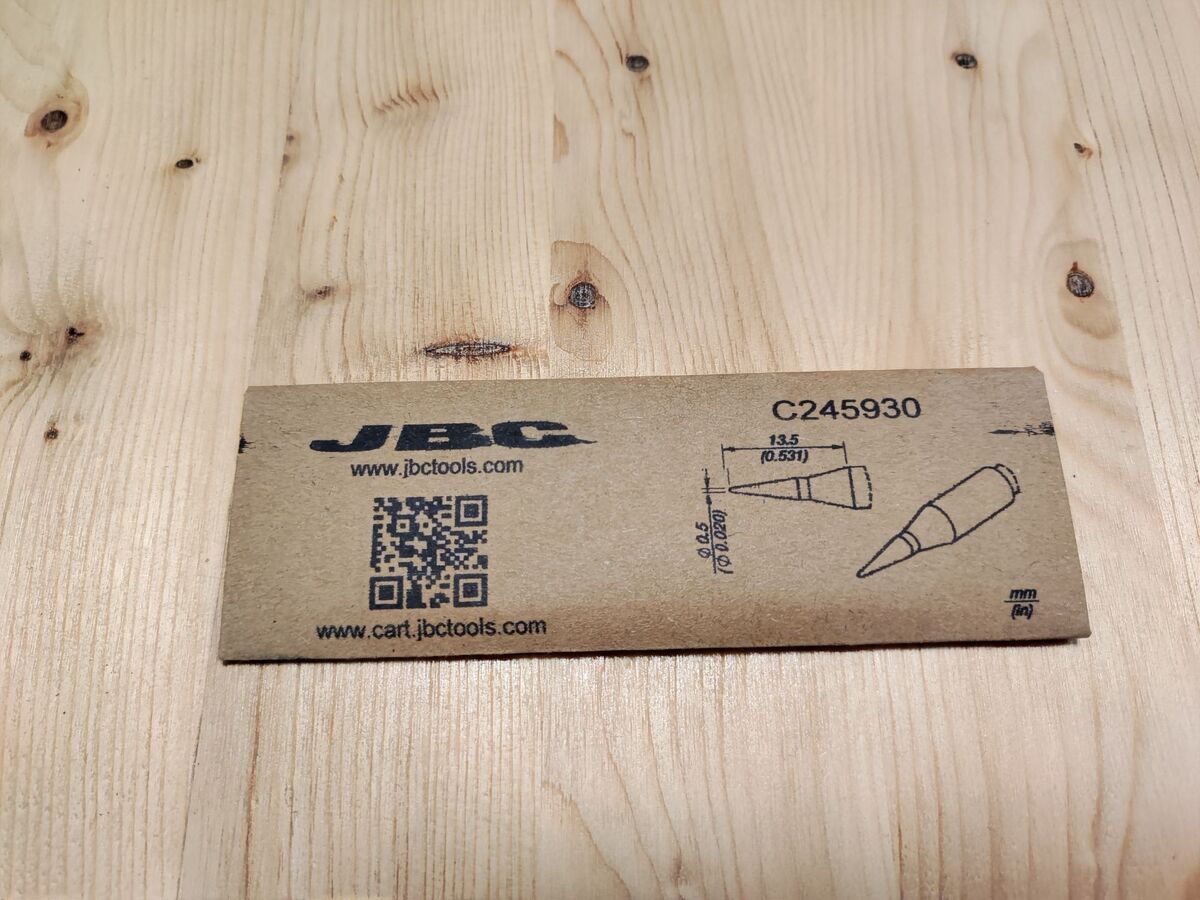 JBC
www.jbctools.com
www.cart.jbctools.com
C245930
13.5
(0.531)
Φ 0.5
(Φ 0.020)
mm
(in)